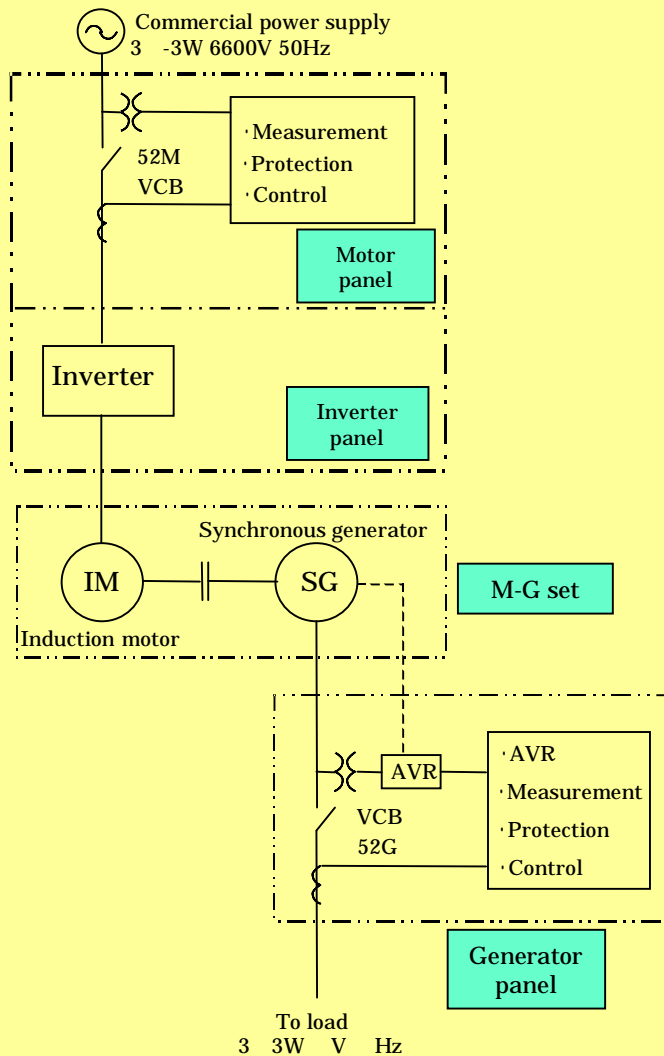 Commercial power supply
3 -3W 6600V 50Hz
52M
VCB
· Measurement
· Protection
· Control
Motor
panel
Inverter
Inverter
panel
Synchronous generator
IM
SG
M-G set
Induction motor
AVR
VCB
52G
· AVR
· Measurement
· Protection
· Control
Generator
panel
To load
3 3W V Hz